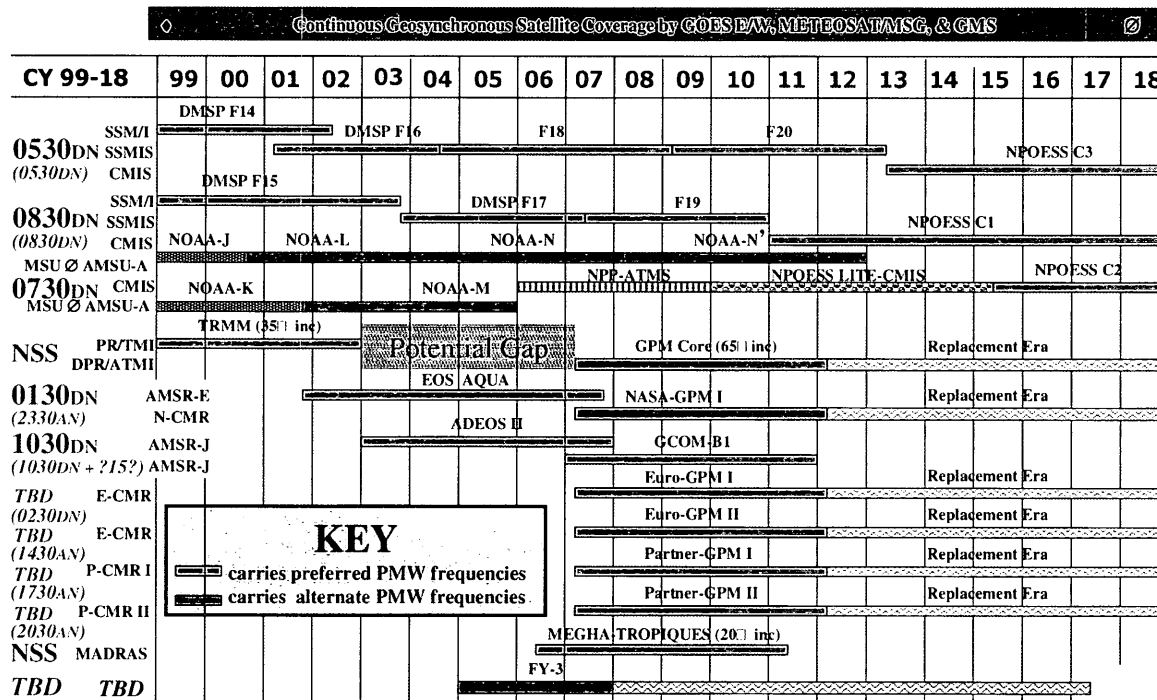 ◊ Continuous Geosynchronous Satellite Coverage by GOES E/W, METEOSAT/MSG, & GMS Ø
CY 99-18 99 00 01 02 03 04 05 06 07 08 09 10 11 12 13 14 15 16 17 18
DMSP F14
SSM/I
DMSP F16 F18 F20
0530DN SSMIS
NPOESS C3
(0530DN) CMIS
DMSP F15
SSM/I
DMSP F17 F19
0830DN SSMIS
NPOESS C1
(0830DN) CMIS NOAA-J NOAA-L NOAA-N NOAA-N'
MSU Ø AMSU-A
NPP-ATMS NPOESS LITE-CMIS NPOESS C2
0730DN CMIS NOAA-K NOAA-M
MSU Ø AMSU-A
TRMM (35□ inc)
NSS PR/TMI Potential Gap GPM Core (65□ inc) Replacement Era
DPR/ATMI
EOS AQUA
0130DN AMSR-E NASA-GPM I Replacement Era
(2330AN) N-CMR
ADEOS II
1030DN AMSR-J GCOM-B1
(1030DN + ?15?) AMSR-J
Euro-GPM I Replacement Era
TBD E-CMR
(0230DN) Euro-GPM II Replacement Era
TBD E-CMR
(1430AN) Partner-GPM I Replacement Era
TBD P-CMR I
(1730AN) Partner-GPM II Replacement Era
TBD P-CMR II
(2030AN) MEGHA-TROPIQUES (20□ inc)
NSS MADRAS
FY-3
TBD TBD
KEY
carries preferred PMW frequencies
carries alternate PMW frequencies